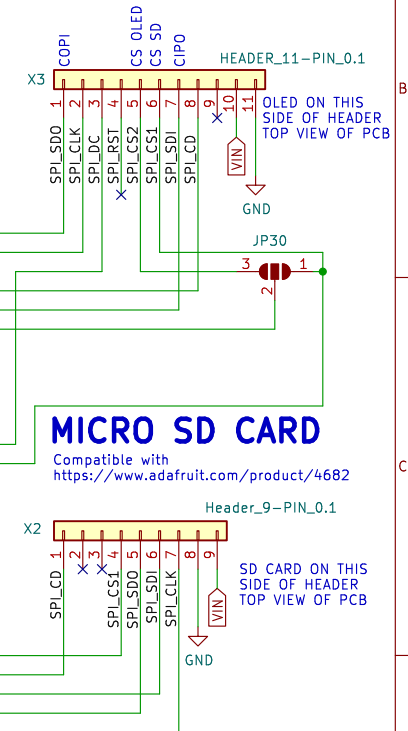 COPI
CS OLED
CS SD
CIPO
HEADER_11-PIN_0.1
X3
1
2
3
4
5
6
7
8
9
10
11
B
OLED ON THIS
SIDE OF HEADER
TOP VIEW OF PCB
SPI_SDO
SPI_CLK
SPI_DC
SPI_RST
SPI_CS2
SPI_CS1
SPI_SDI
SPI_CD
VIN
GND
JP30
3
1
2
MICRO SD CARD
Compatible with
https://www.adafruit.com/product/4682
C
Header_9-PIN_0.1
X2
1
2
3
4
5
6
7
8
9
SPI_CD
SPI_CS1
SPI_SDO
SPI_SDI
SPI_CLK
VIN
SD CARD ON THIS
SIDE OF HEADER
TOP VIEW OF PCB
GND